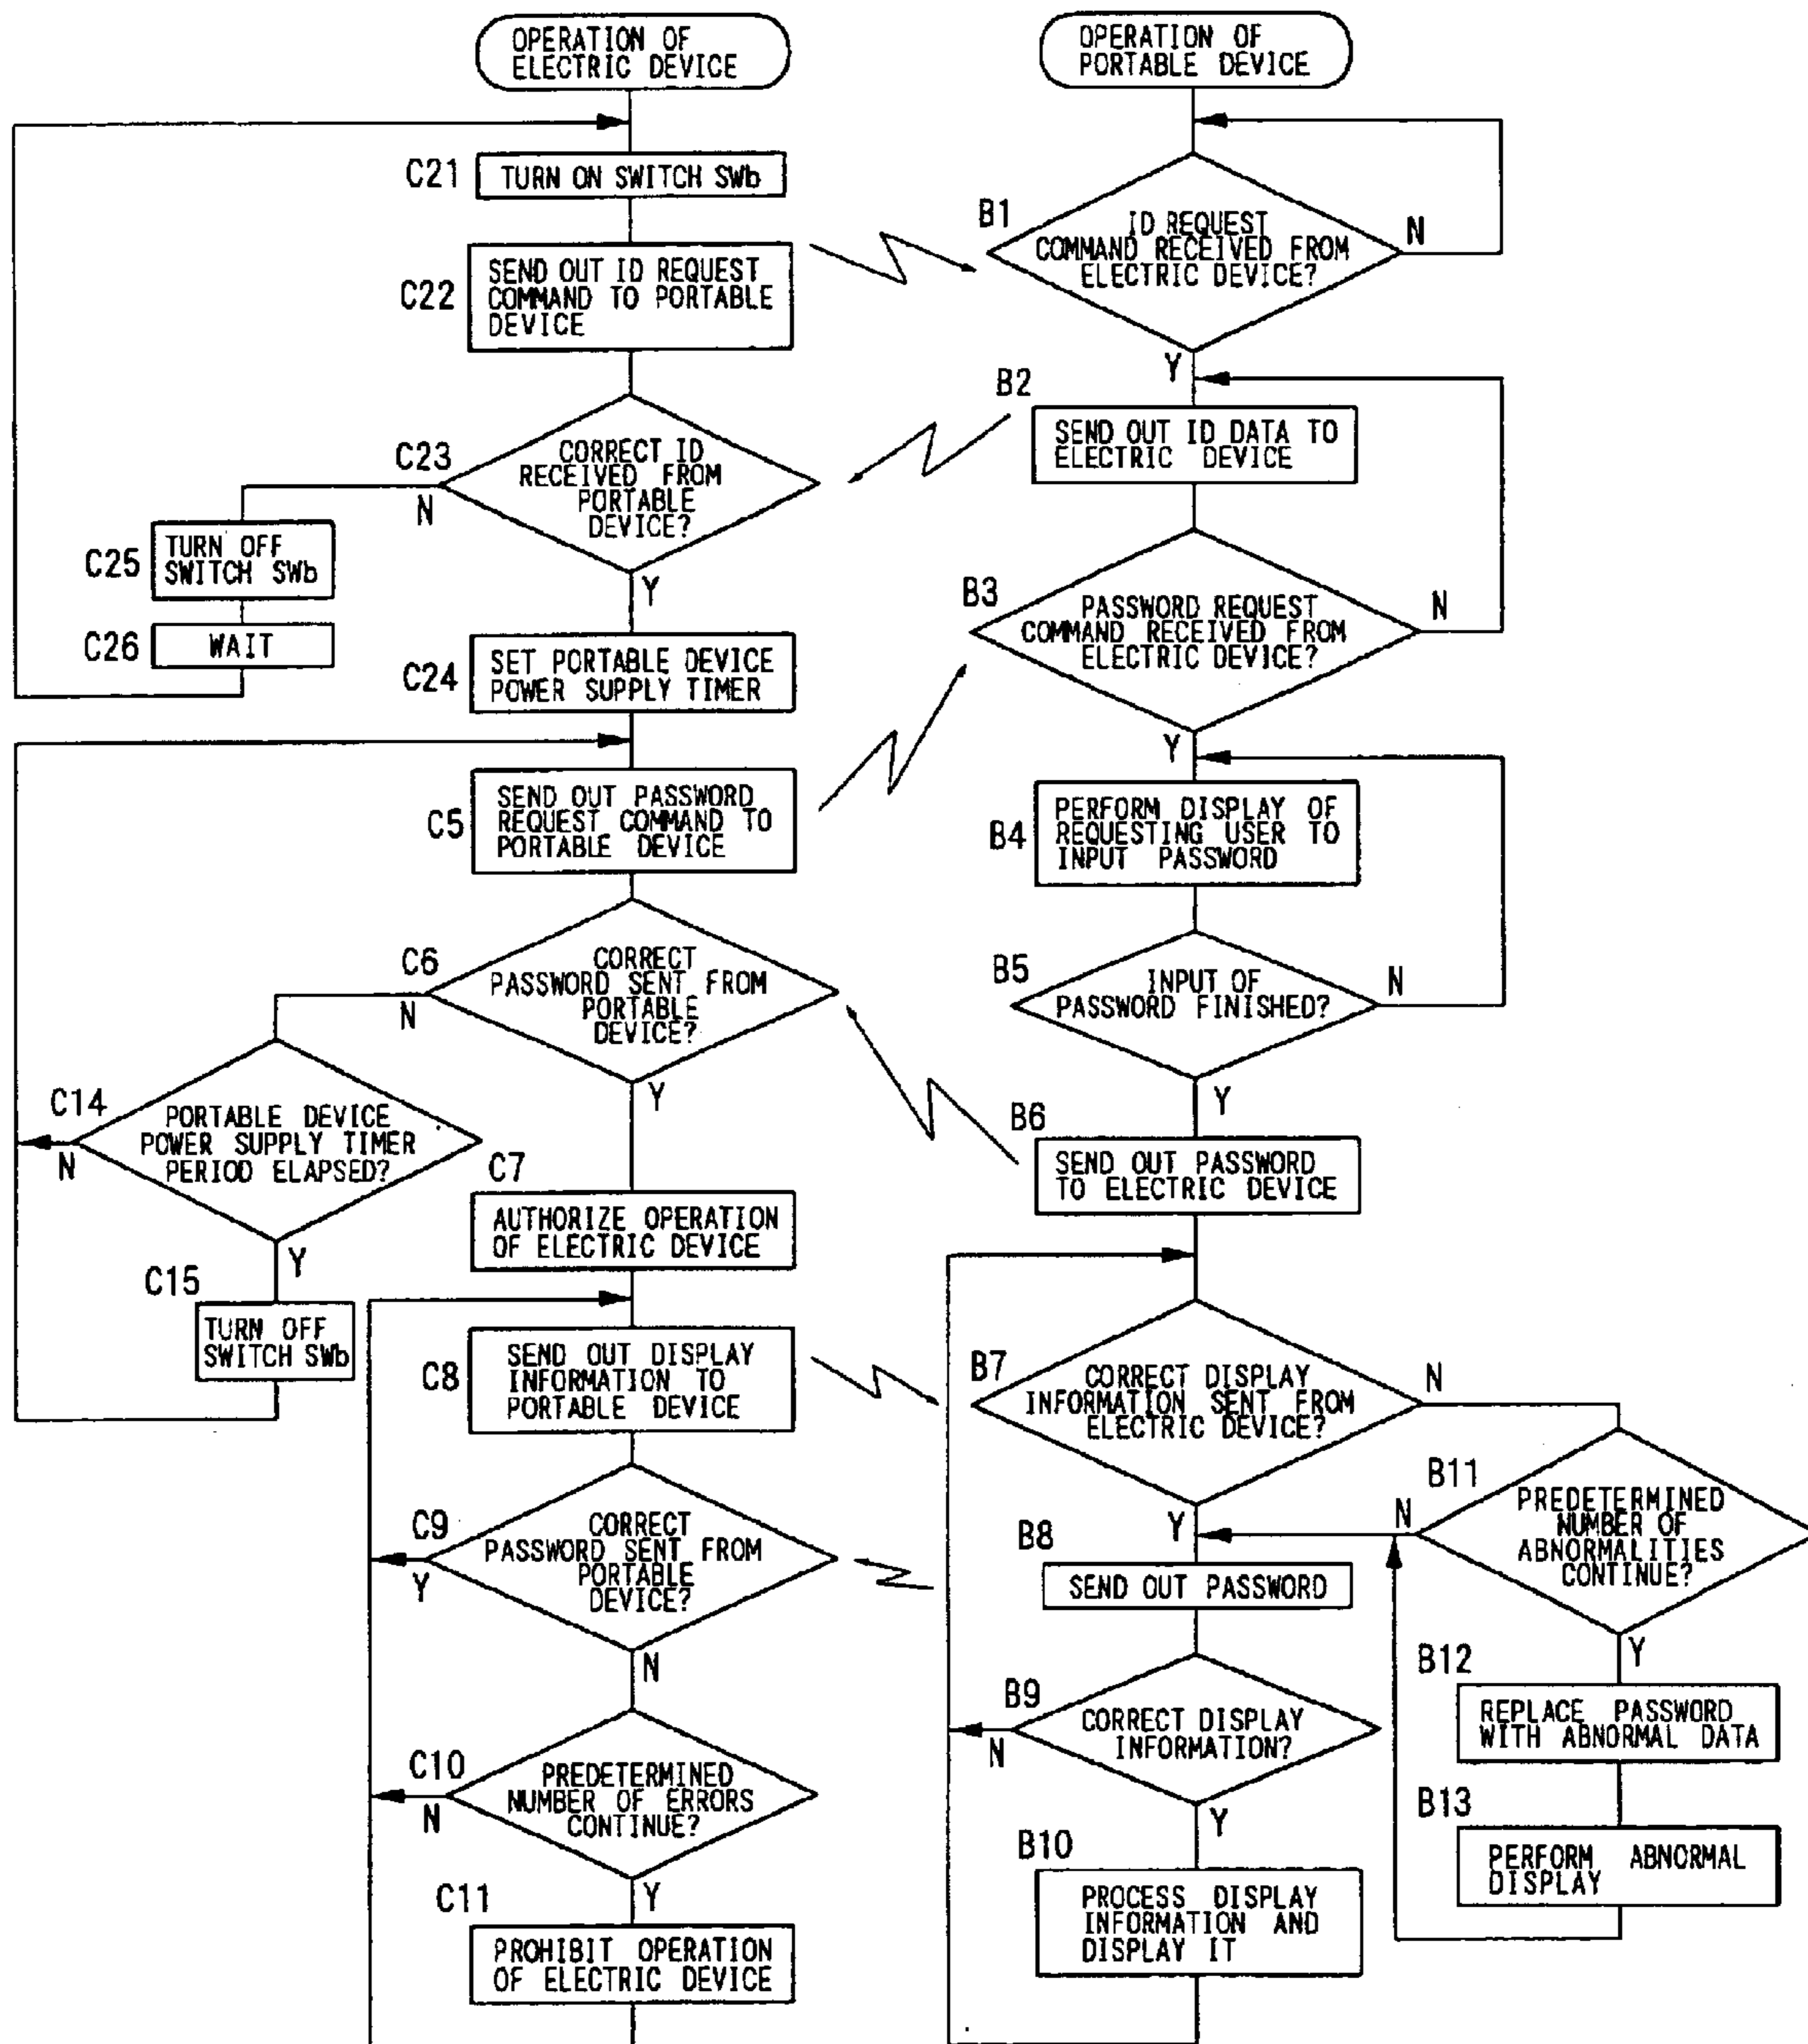 OPERATION OF
ELECTRIC DEVICE
C21
TURN ON SWITCH SWb
C22
SEND OUT ID REQUEST
COMMAND TO PORTABLE
DEVICE
C23
CORRECT ID
RECEIVED FROM
PORTABLE
DEVICE?
N
Y
C25
TURN OFF
SWITCH SWb
C26
WAIT
C24
SET PORTABLE DEVICE
POWER SUPPLY TIMER
C5
SEND OUT PASSWORD
REQUEST COMMAND TO
PORTABLE DEVICE
C6
CORRECT
PASSWORD SENT FROM
PORTABLE
DEVICE?
N
Y
C14
PORTABLE DEVICE
POWER SUPPLY TIMER
PERIOD ELAPSED?
N
Y
C15
TURN OFF
SWITCH SWb
C7
AUTHORIZE OPERATION
OF ELECTRIC DEVICE
C8
SEND OUT DISPLAY
INFORMATION TO
PORTABLE DEVICE
C9
CORRECT
PASSWORD SENT FROM
PORTABLE
DEVICE?
Y
N
C10
PREDETERMINED
NUMBER OF ERRORS
CONTINUE?
N
Y
C11
PROHIBIT OPERATION
OF ELECTRIC DEVICE
OPERATION OF
PORTABLE DEVICE
B1
ID REQUEST
COMMAND RECEIVED FROM
ELECTRIC DEVICE?
N
Y
B2
SEND OUT ID DATA TO
ELECTRIC DEVICE
B3
PASSWORD REQUEST
COMMAND RECEIVED FROM
ELECTRIC DEVICE?
N
Y
B4
PERFORM DISPLAY OF
REQUESTING USER TO
INPUT PASSWORD
B5
INPUT OF
PASSWORD FINISHED?
N
Y
B6
SEND OUT PASSWORD
TO ELECTRIC DEVICE
B7
CORRECT DISPLAY
INFORMATION SENT FROM
ELECTRIC DEVICE?
N
Y
B8
SEND OUT PASSWORD
B9
CORRECT DISPLAY
INFORMATION?
N
Y
B10
PROCESS DISPLAY
INFORMATION AND
DISPLAY IT
B11
PREDETERMINED
NUMBER OF
ABNORMALITIES
CONTINUE?
N
Y
B12
REPLACE PASSWORD
WITH ABNORMAL DATA
B13
PERFORM ABNORMAL
DISPLAY